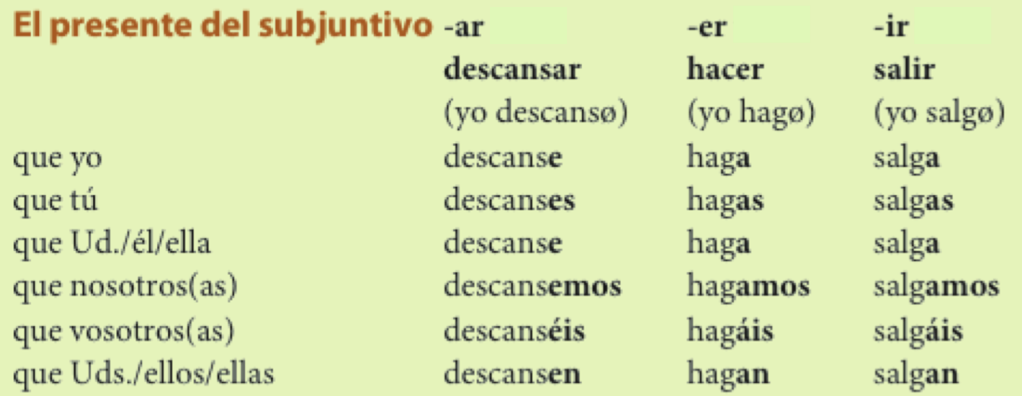 El presente del subjuntivo -ar -er -ir
descansar hacer salir
(yo descansø) (yo hagø) (yo salgø)
que yo descanse haga salga
que tú descanses hagas salgas
que Ud./él/ella descanse haga salga
que nosotros(as) descansemos hagamos salgamos
que vosotros(as) descanséis hagáis salgáis
que Uds./ellos/ellas descansen hagan salgan